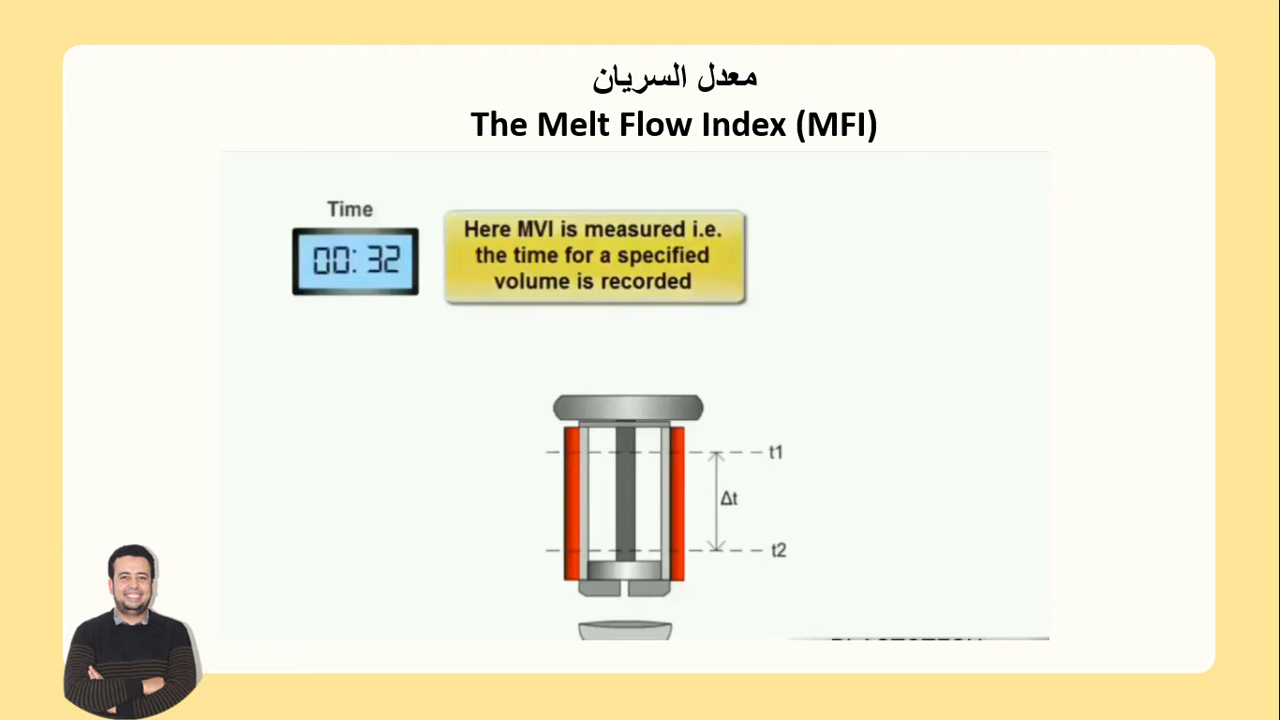 معدل السريان
The Melt Flow Index (MFI)
Time
00: 32
Here MVI is measured i.e.
the time for a specified
volume is recorded
t1
Δt
t2